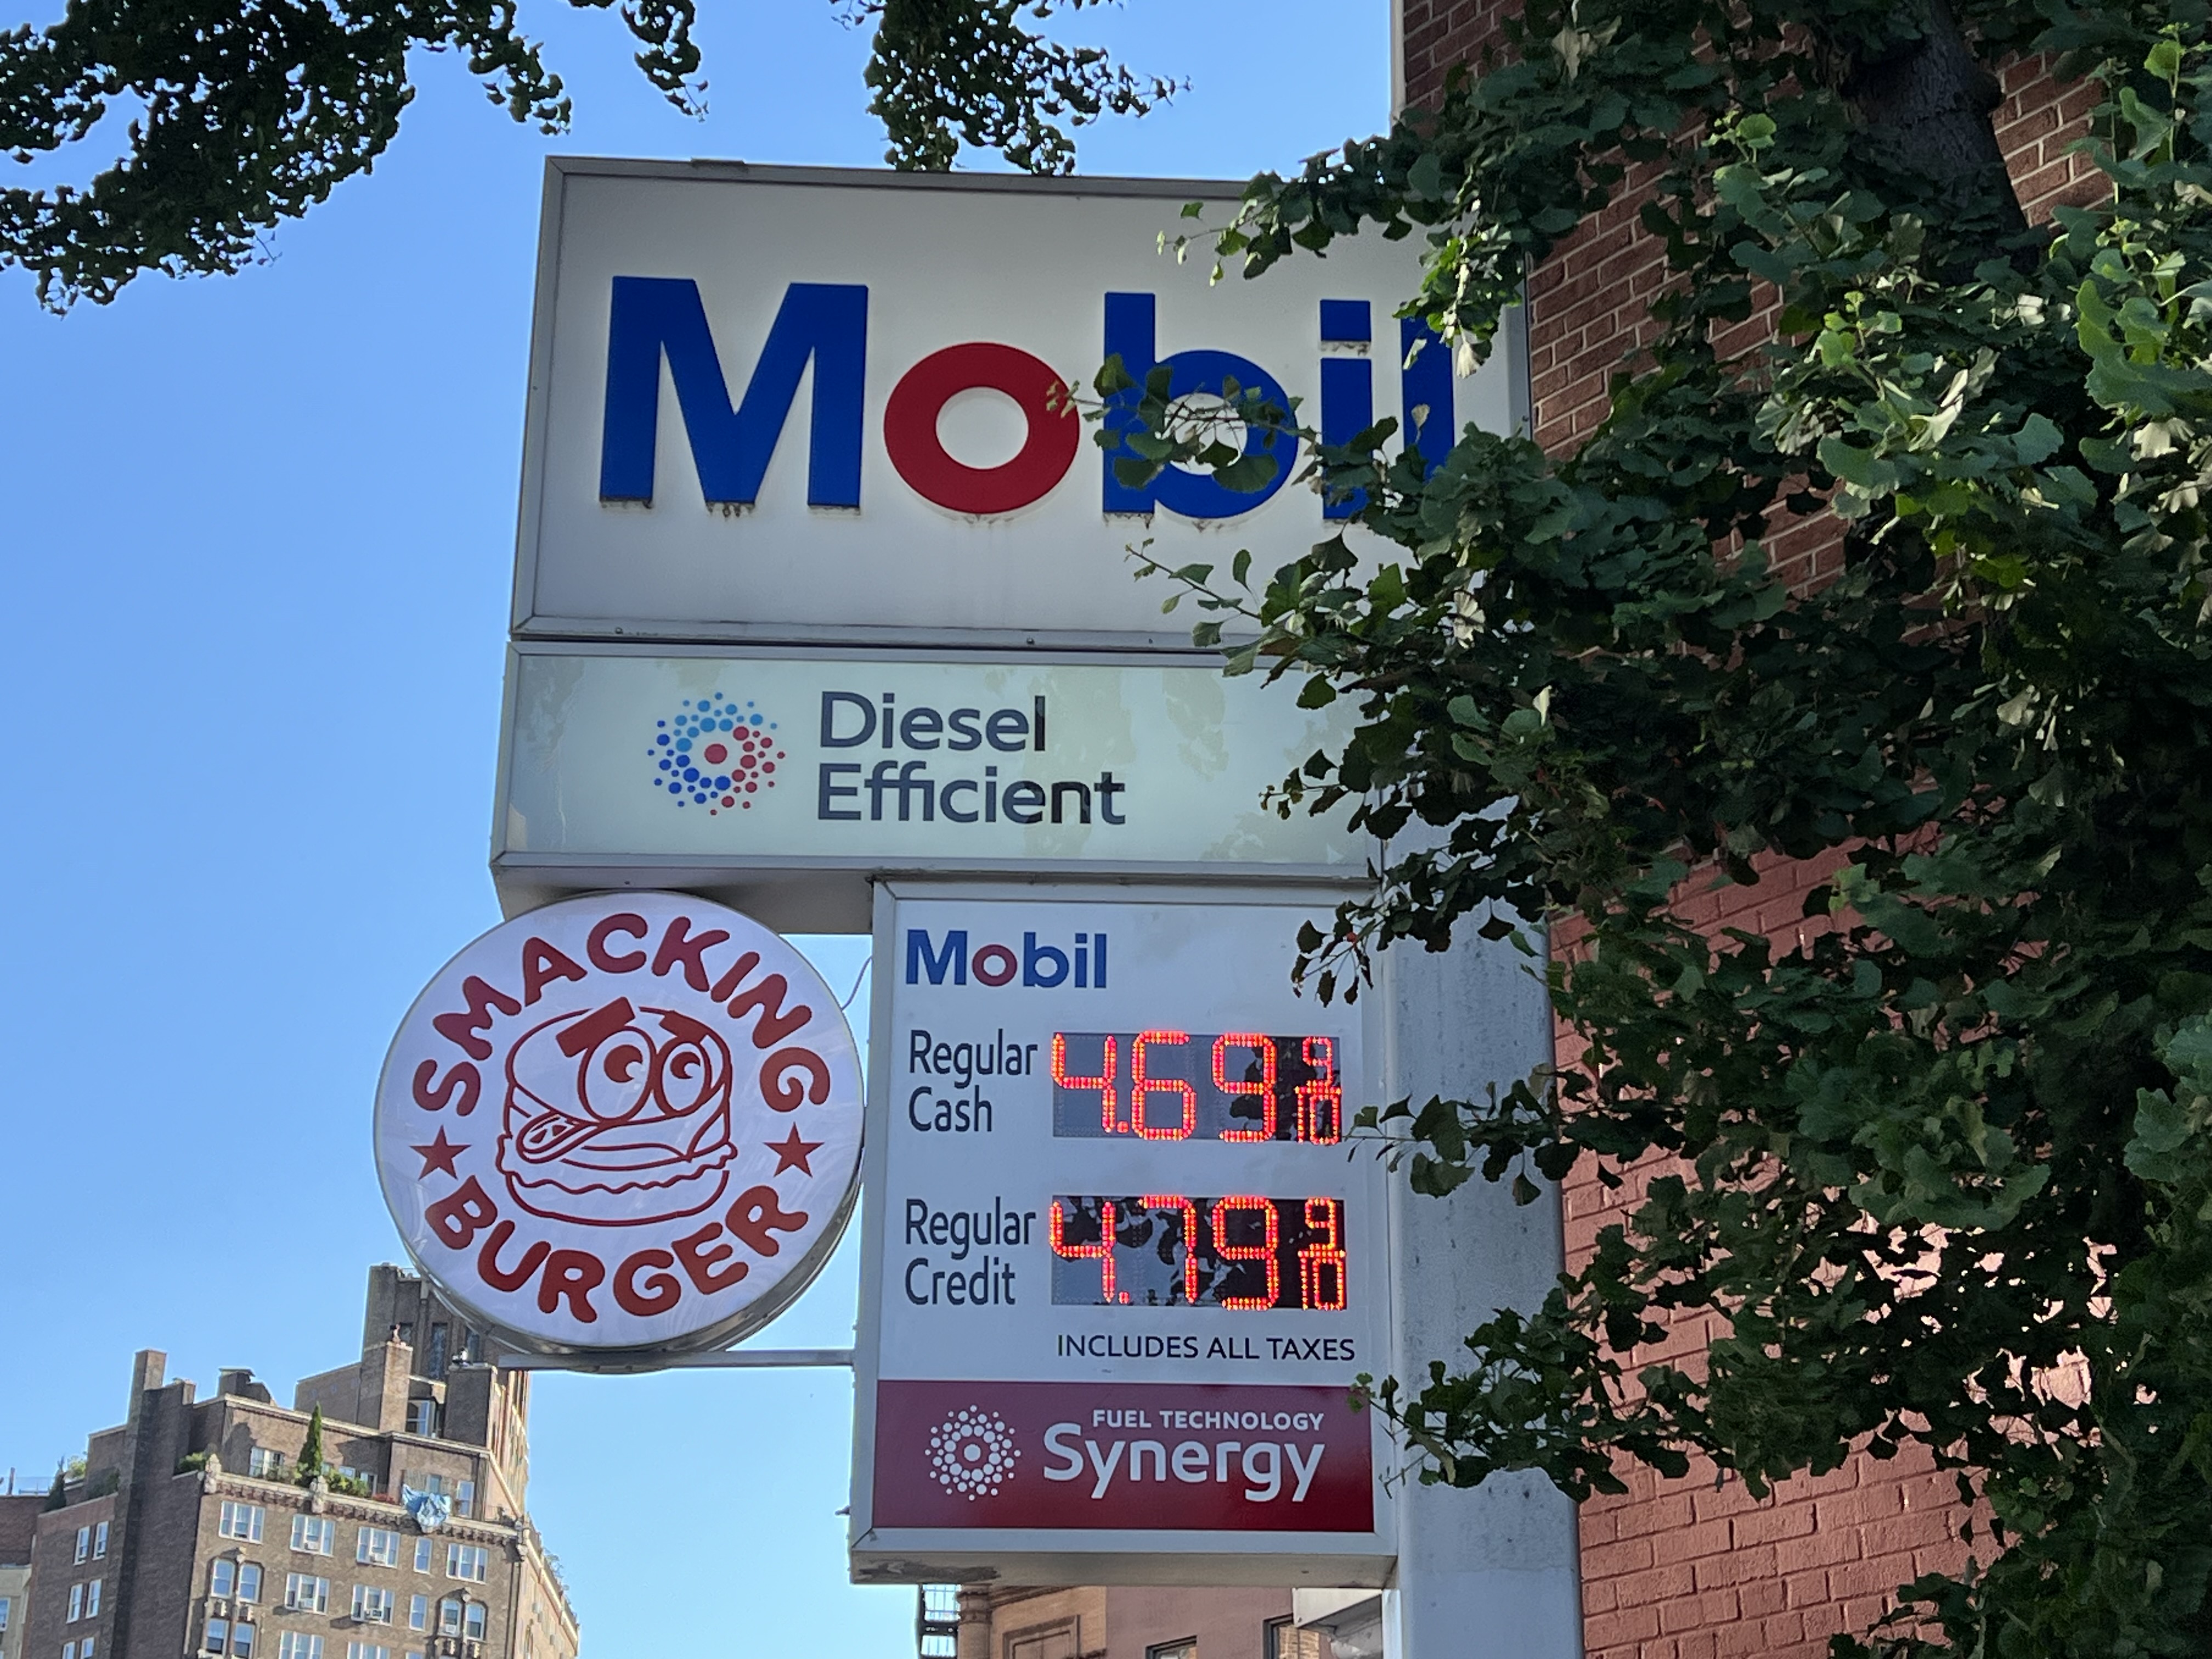 Mobil
Diesel
Efficient
SMACKING
BURGER
Mobil
Regular
Cash
4.69 9/10
Regular
Credit
4.79 9/10
INCLUDES ALL TAXES
FUEL TECHNOLOGY
Synergy